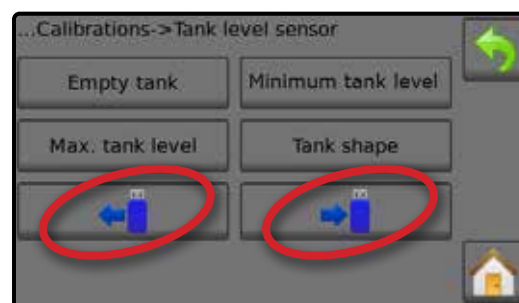 ...Calibrations->Tank level sensor
Empty tank
Minimum tank level
Max. tank level
Tank shape